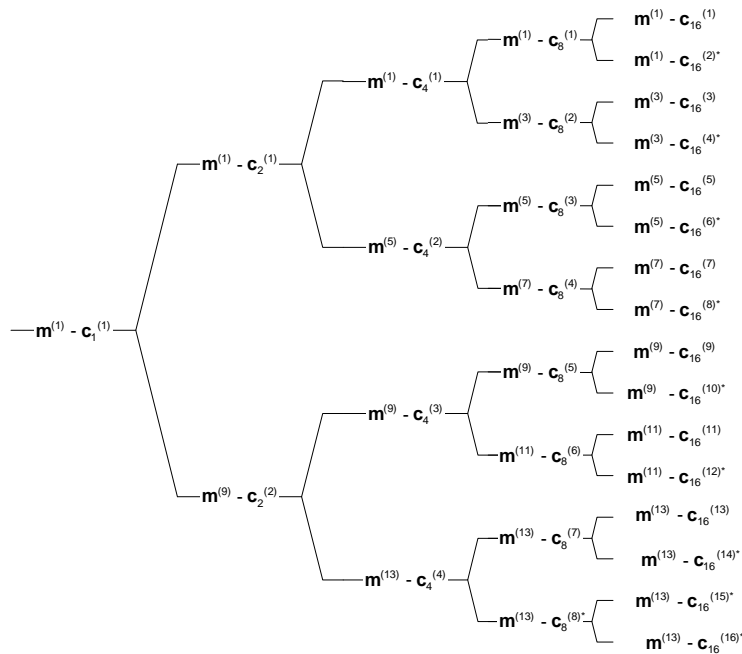 m⁽¹⁾ - c₁₆⁽¹⁾
m⁽¹⁾ - c₈⁽¹⁾
m⁽¹⁾ - c₁₆⁽²⁾*
m⁽¹⁾ - c₄⁽¹⁾
m⁽³⁾ - c₁₆⁽³⁾
m⁽³⁾ - c₈⁽²⁾
m⁽³⁾ - c₁₆⁽⁴⁾*
m⁽¹⁾ - c₂⁽¹⁾
m⁽⁵⁾ - c₁₆⁽⁵⁾
m⁽⁵⁾ - c₈⁽³⁾
m⁽⁵⁾ - c₁₆⁽⁶⁾*
m⁽⁵⁾ - c₄⁽²⁾
m⁽⁷⁾ - c₁₆⁽⁷⁾
m⁽⁷⁾ - c₈⁽⁴⁾
m⁽⁷⁾ - c₁₆⁽⁸⁾*
m⁽¹⁾ - c₁⁽¹⁾
m⁽⁹⁾ - c₁₆⁽⁹⁾
m⁽⁹⁾ - c₈⁽⁵⁾
m⁽⁹⁾ - c₁₆⁽¹⁰⁾*
m⁽⁹⁾ - c₄⁽³⁾
m⁽¹¹⁾ - c₁₆⁽¹¹⁾
m⁽¹¹⁾ - c₈⁽⁶⁾
m⁽¹¹⁾ - c₁₆⁽¹²⁾*
m⁽⁹⁾ - c₂⁽²⁾
m⁽¹³⁾ - c₁₆⁽¹³⁾
m⁽¹³⁾ - c₈⁽⁷⁾
m⁽¹³⁾ - c₁₆⁽¹⁴⁾*
m⁽¹³⁾ - c₄⁽⁴⁾
m⁽¹³⁾ - c₁₆⁽¹⁵⁾*
m⁽¹³⁾ - c₈⁽⁸⁾*
m⁽¹³⁾ - c₁₆⁽¹⁶⁾*